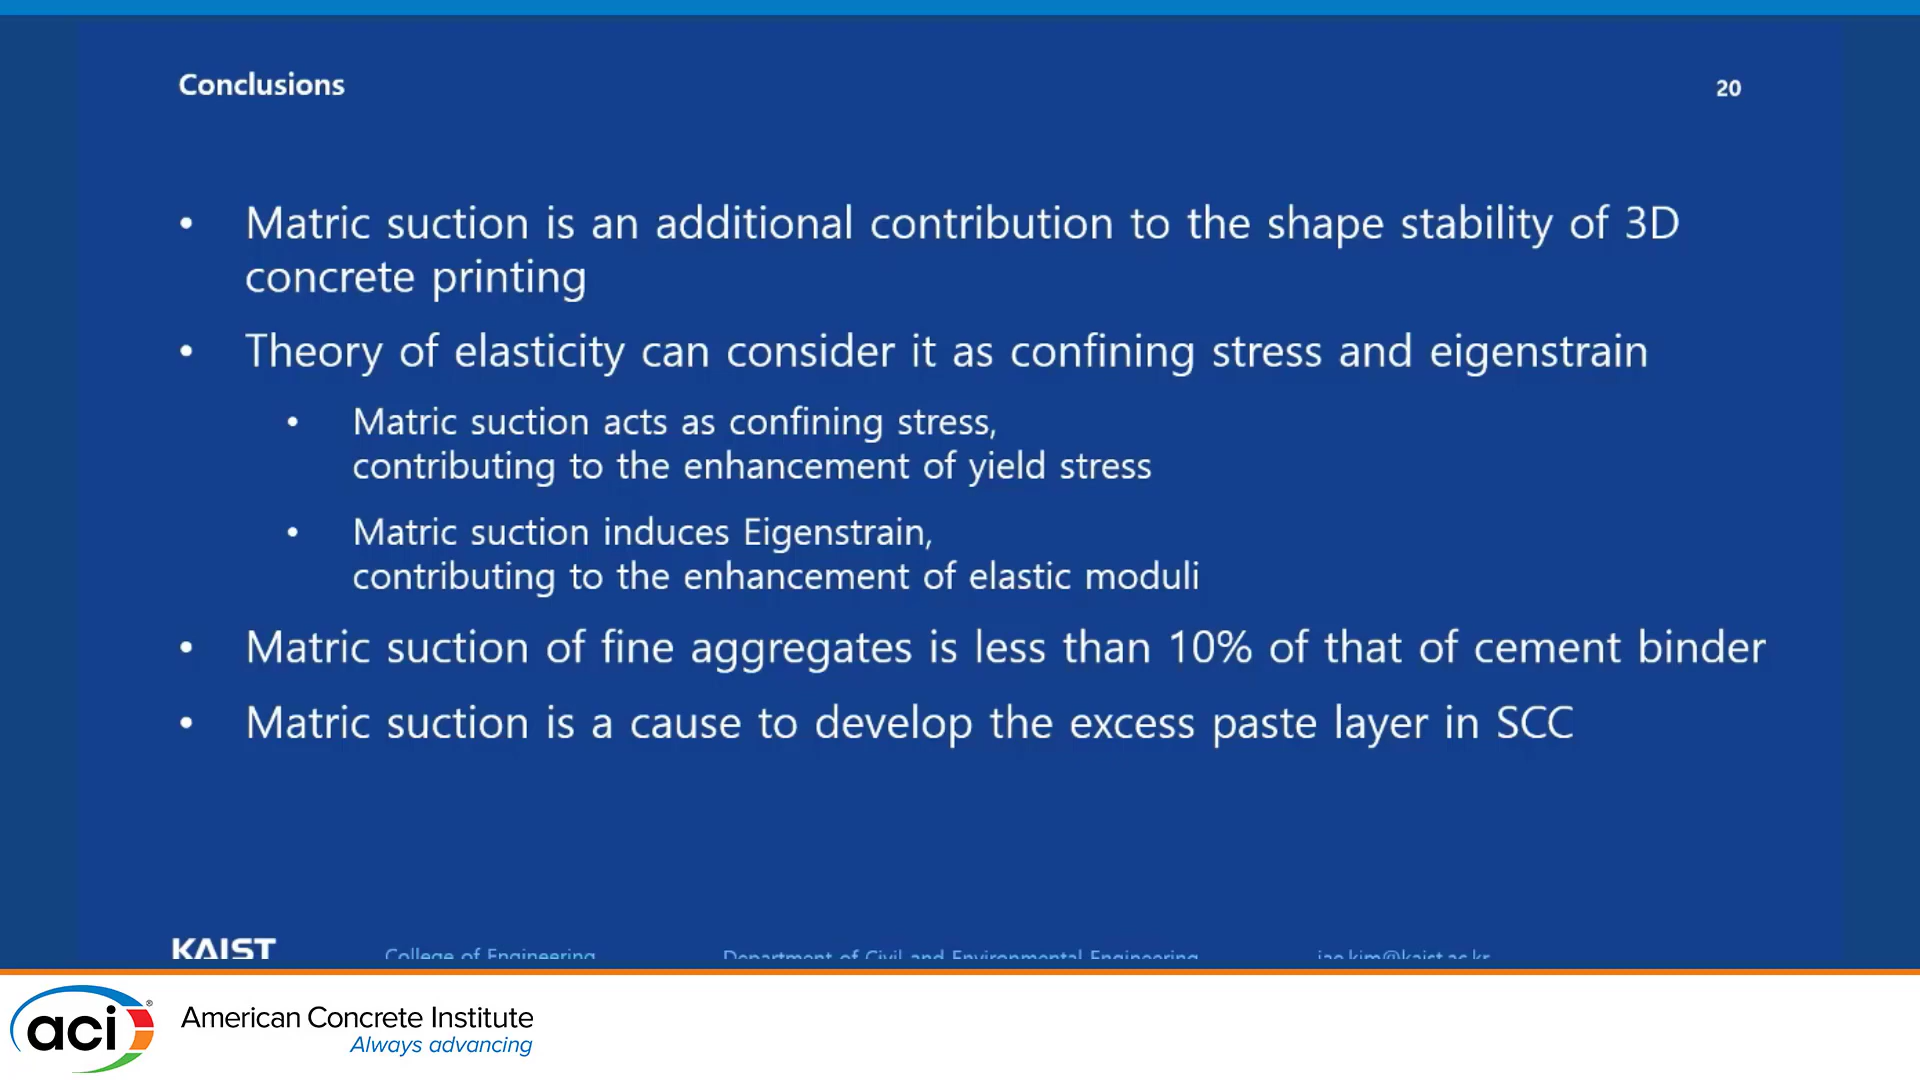 Conclusions
20
• Matric suction is an additional contribution to the shape stability of 3D
concrete printing
• Theory of elasticity can consider it as confining stress and eigenstrain
• Matric suction acts as confining stress,
contributing to the enhancement of yield stress
• Matric suction induces Eigenstrain,
contributing to the enhancement of elastic moduli
• Matric suction of fine aggregates is less than 10% of that of cement binder
• Matric suction is a cause to develop the excess paste layer in SCC
KAIST
College of Engineering
Department of Civil and Environmental Engineering
jae.kim@kaist.ac.kr
aci®
American Concrete Institute
Always advancing